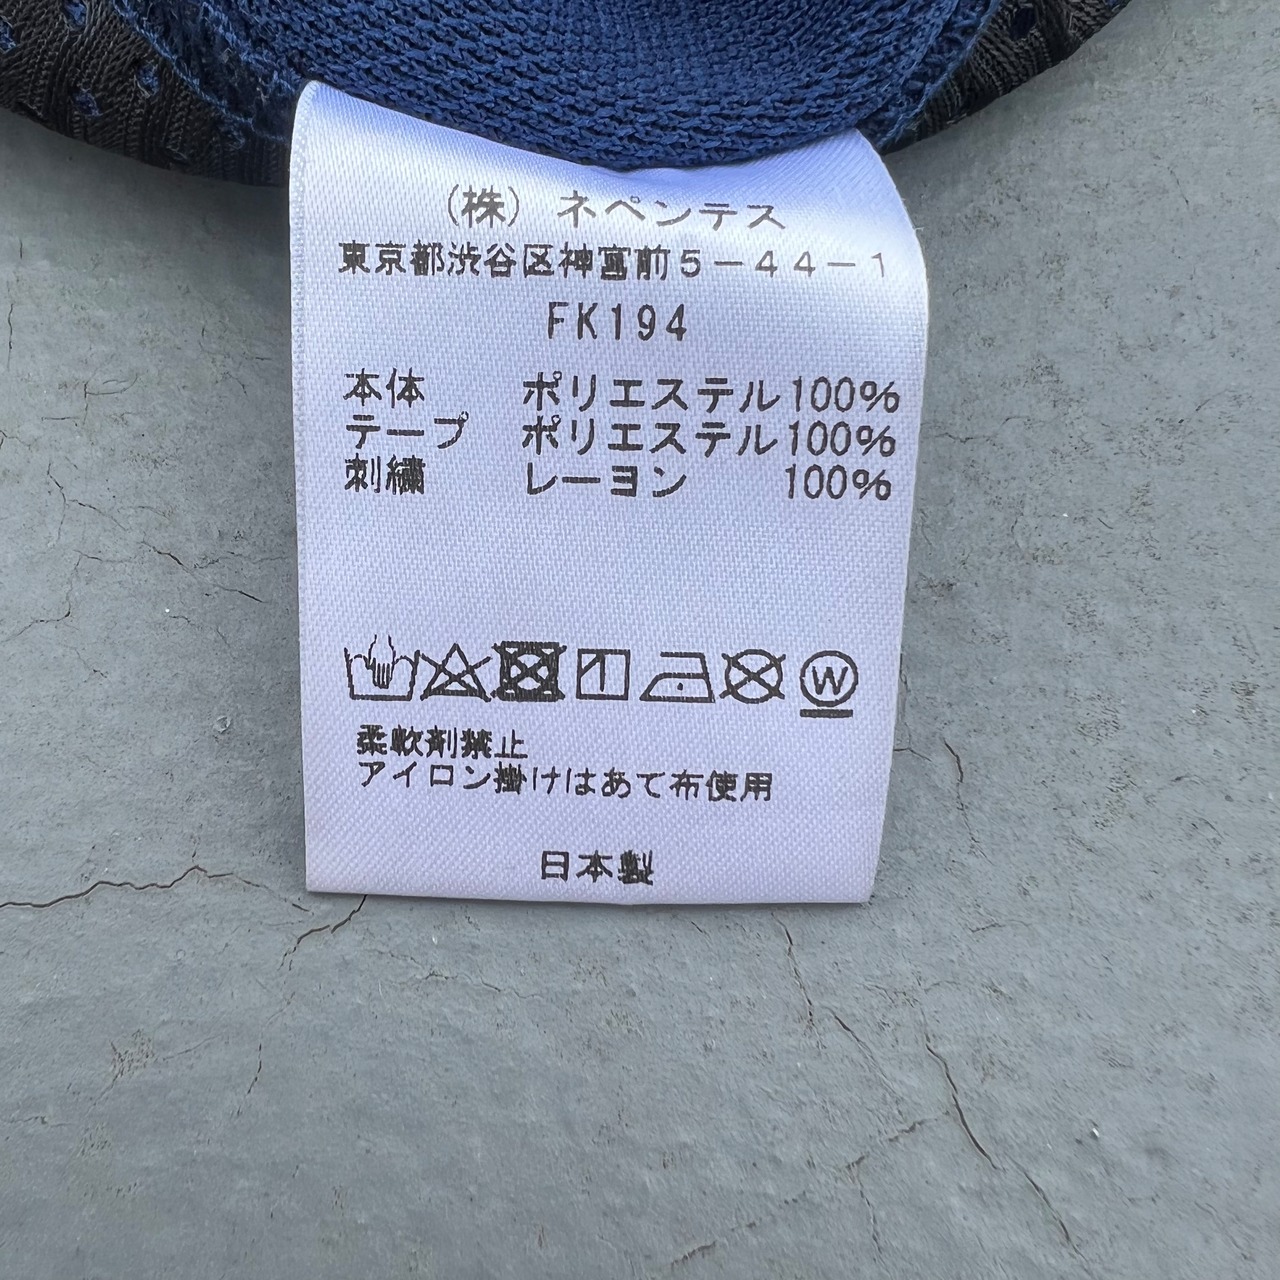 (株) ネペンテス
東京都渋谷区神宮前5-44-1
FK194
本体 ポリエステル100%
テープ ポリエステル100%
刺繍 レーヨン 100%
W
柔軟剤禁止
アイロン掛けはあて布使用
日本製